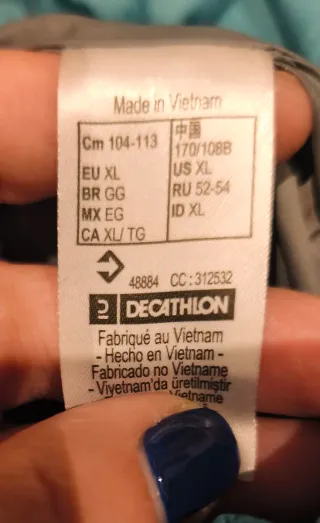 Made in Vietnam
Cm 104-113
EU XL
BR GG
MX EG
CA XL/ TG
中国
170/108B
US XL
RU 52-54
ID XL
48884 CC:312532
DECATHLON
Fabriqué au Vietnam
- Hecho en Vietnam -
Fabricado no Vietname
- Viyetnam'da üretilmiştir
Vietname